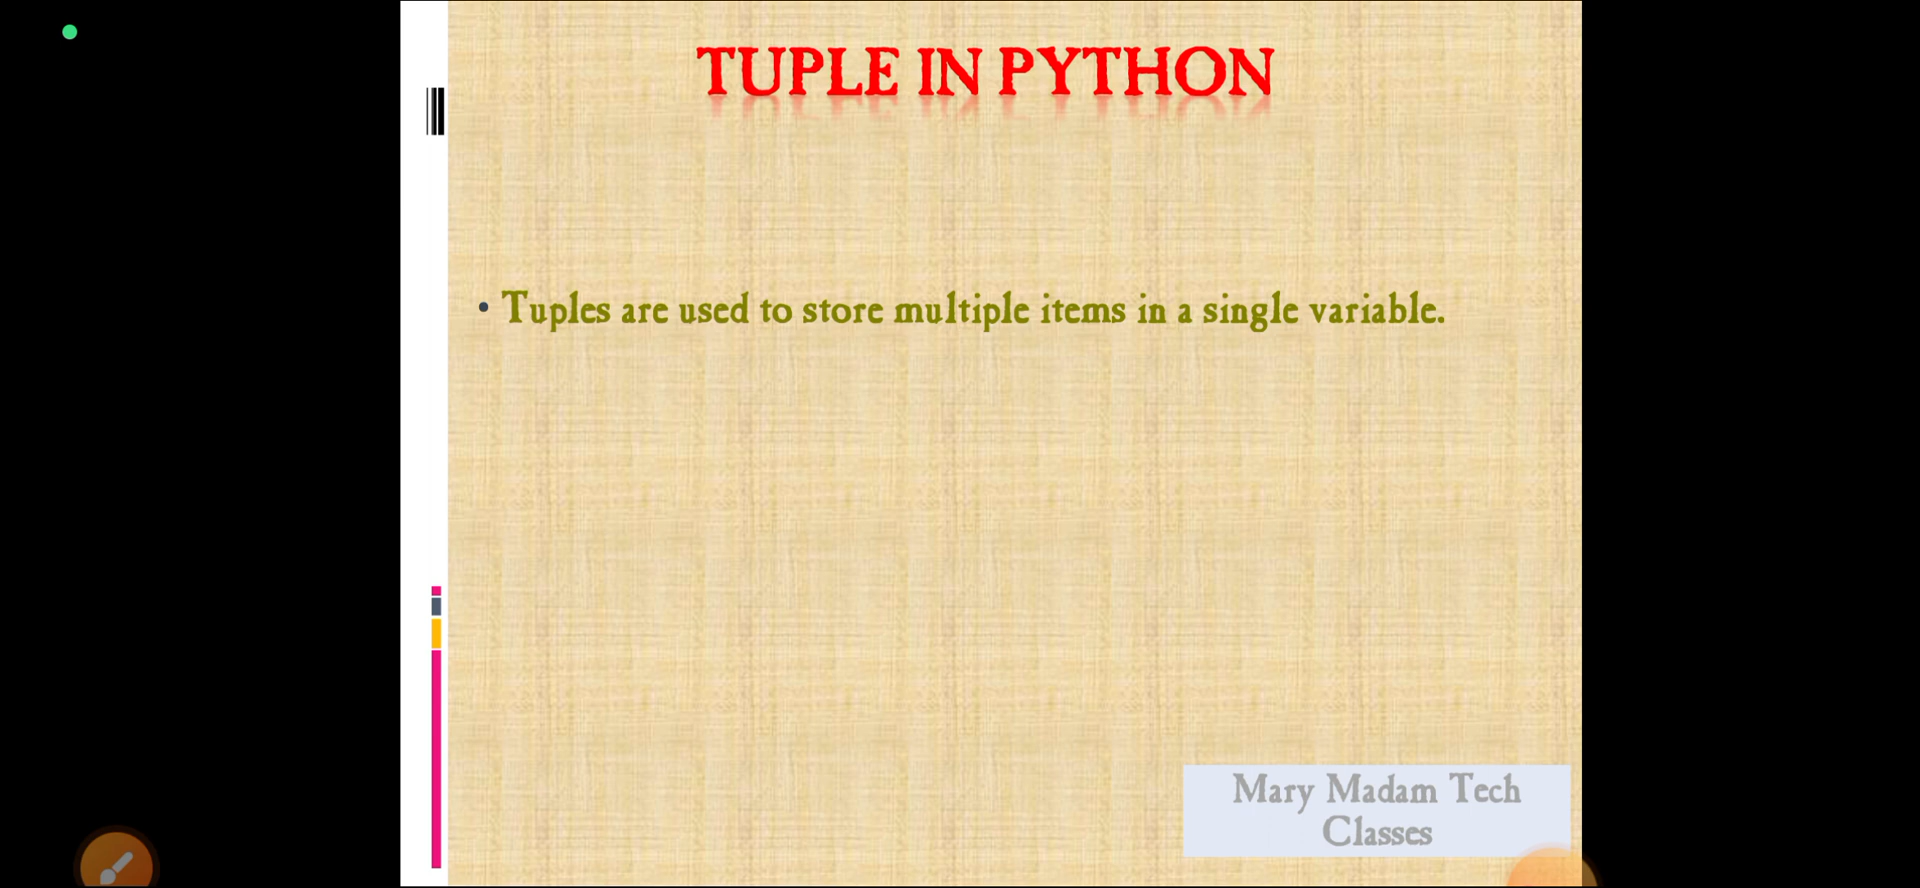 TUPLE IN PYTHON
• Tuples are used to store multiple items in a single variable.
Mary Madam Tech
Classes